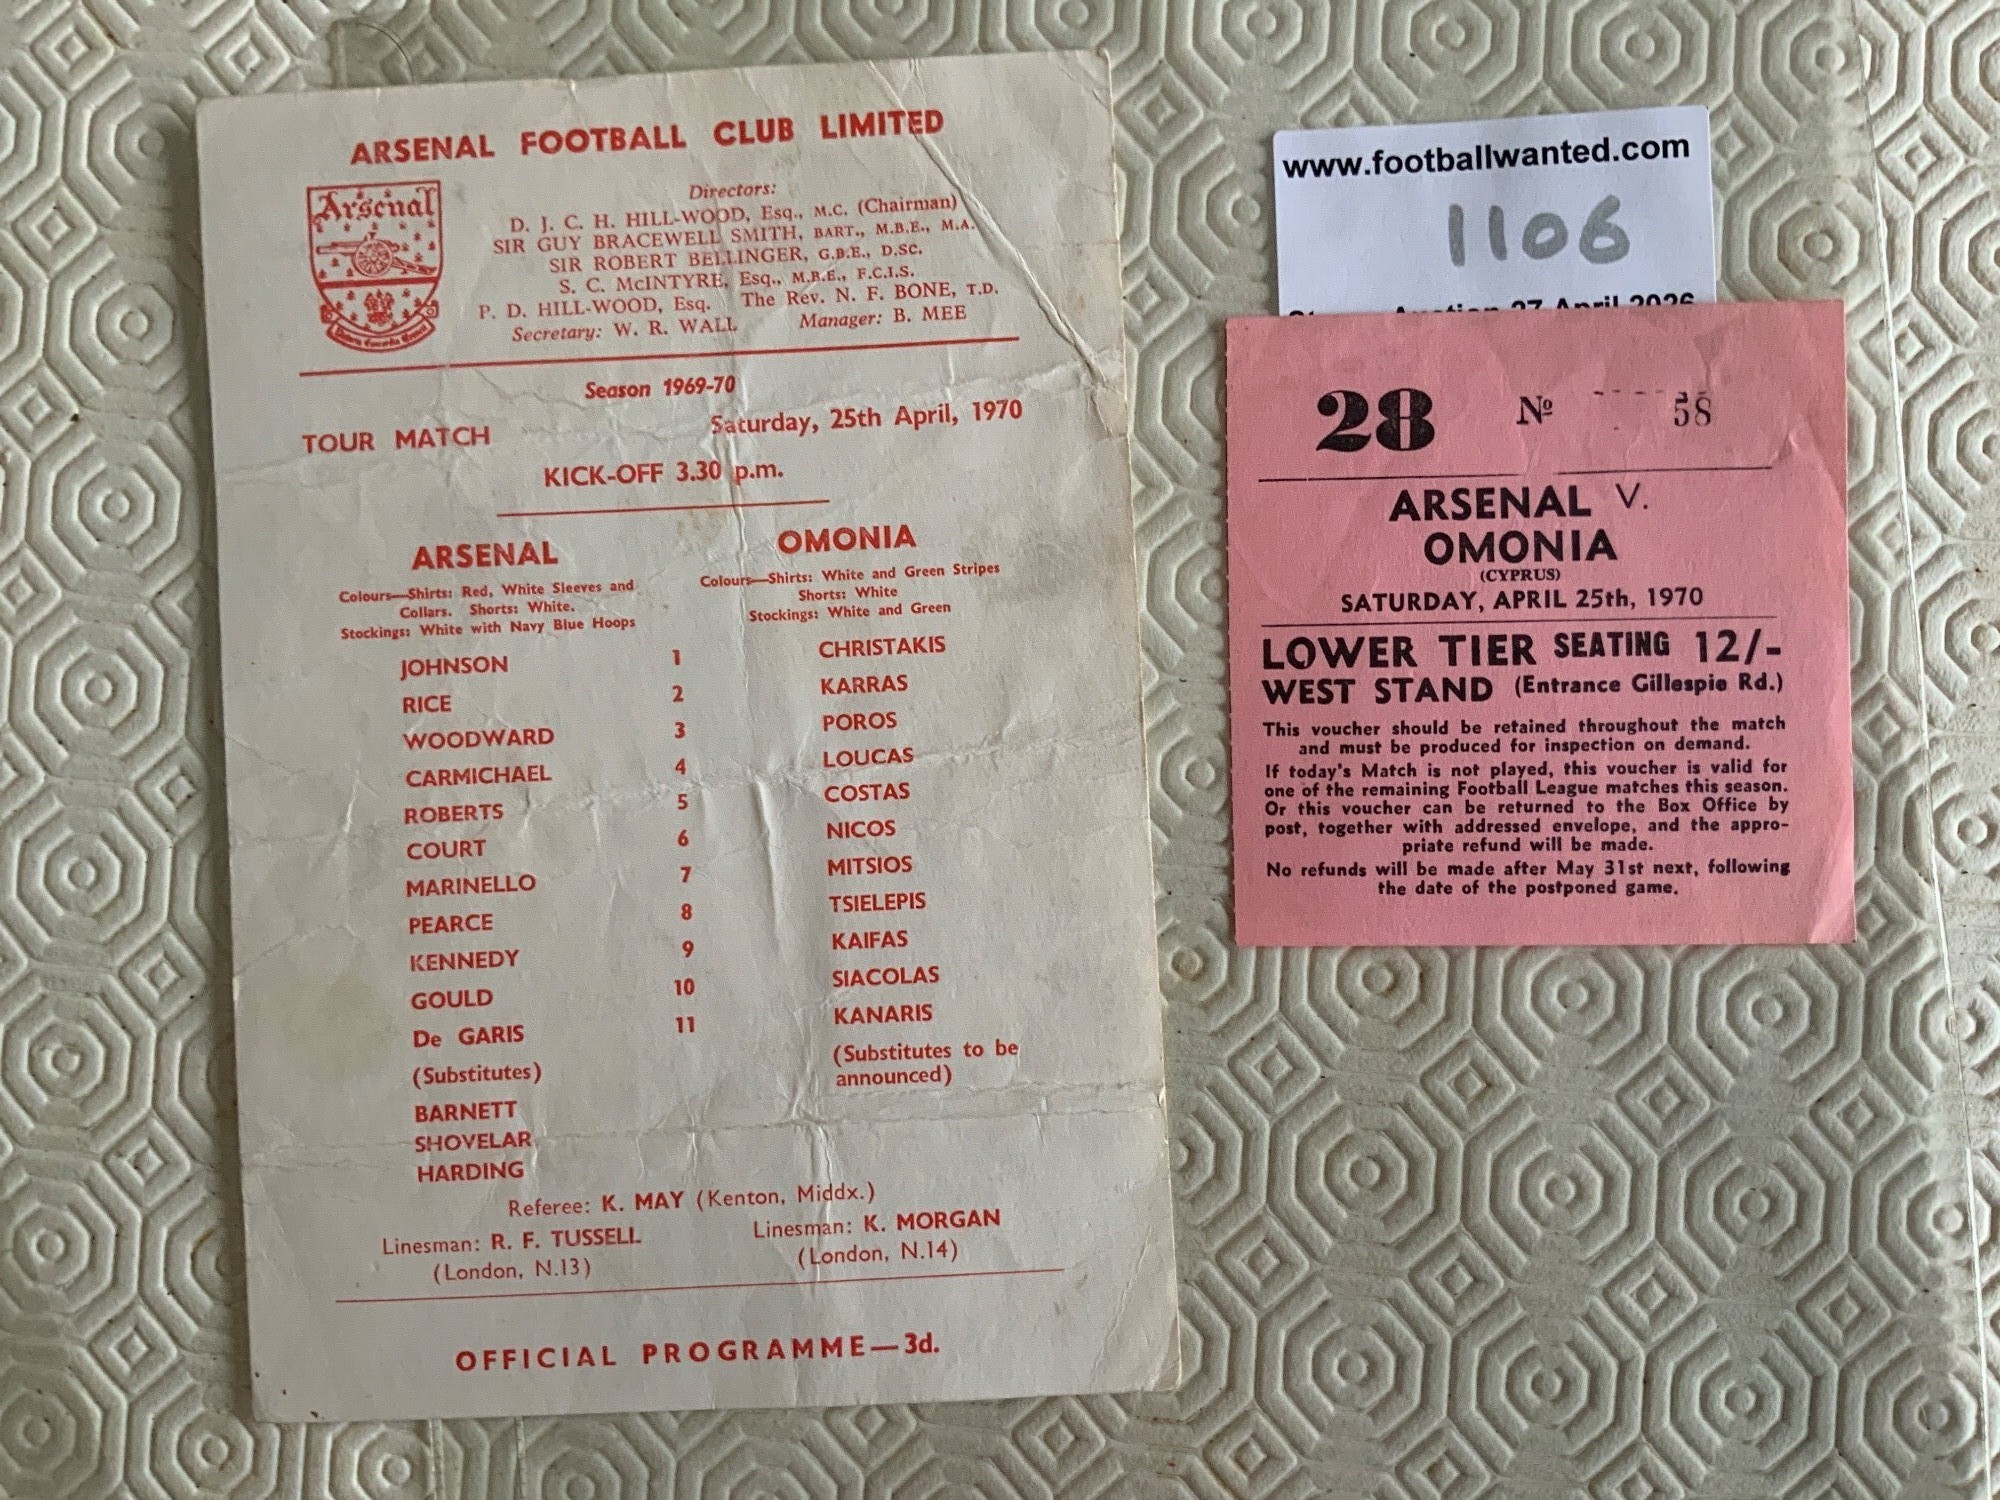 ARSENAL FOOTBALL CLUB LIMITED
Arsenal
Directors:
D. J. C. H. HILL-WOOD, Esq., M.C. (Chairman)
SIR GUY BRACEWELL SMITH, BART., M.B.E., M.A.
SIR ROBERT BELLINGER, G.B.E., D.SC.
S. C. McINTYRE, Esq., M.B.E., F.C.I.S.
P. D. HILL-WOOD, Esq. The Rev. N. F. BONE, T.D.
Secretary: W. R. WALL Manager: B. MEE
Season 1969-70
TOUR MATCH Saturday, 25th April, 1970
KICK-OFF 3.30 p.m.
ARSENAL OMONIA
Colours—Shirts: Red, White Sleeves and
Collars. Shorts: White.
Stockings: White with Navy Blue Hoops
Colours—Shirts: White and Green Stripes
Shorts: White
Stockings: White and Green
JOHNSON 1 CHRISTAKIS
RICE 2 KARRAS
WOODWARD 3 POROS
CARMICHAEL 4 LOUCAS
ROBERTS 5 COSTAS
COURT 6 NICOS
MARINELLO 7 MITSIOS
PEARCE 8 TSIELEPIS
KENNEDY 9 KAIFAS
GOULD 10 SIACOLAS
De GARIS 11 KANARIS
(Substitutes)
BARNETT
SHOVELAR
HARDING
(Substitutes to be
announced)
Referee: K. MAY (Kenton, Middx.)
Linesman: R. F. TUSSELL
(London, N.13)
Linesman: K. MORGAN
(London, N.14)
OFFICIAL PROGRAMME—3d.
www.footballwanted.com
1106
Auction 27 April 2026
28 Nº 58
ARSENAL V.
OMONIA
(CYPRUS)
SATURDAY, APRIL 25th, 1970
LOWER TIER SEATING 12/-
WEST STAND (Entrance Gillespie Rd.)
This voucher should be retained throughout the match
and must be produced for inspection on demand.
If today's Match is not played, this voucher is valid for
one of the remaining Football League matches this season.
Or this voucher can be returned to the Box Office by
post, together with addressed envelope, and the appro-
priate refund will be made.
No refunds will be made after May 31st next, following
the date of the postponed game.